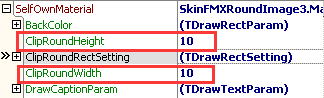 SelfOwnMaterial SkinFMXRoundImage3.Ma
BackColor (TDrawRectParam)
ClipRoundHeight 10
ClipRoundRectSetting (TDrawRectSetting)
ClipRoundWidth 10
DrawCaptionParam (TDrawTextParam)